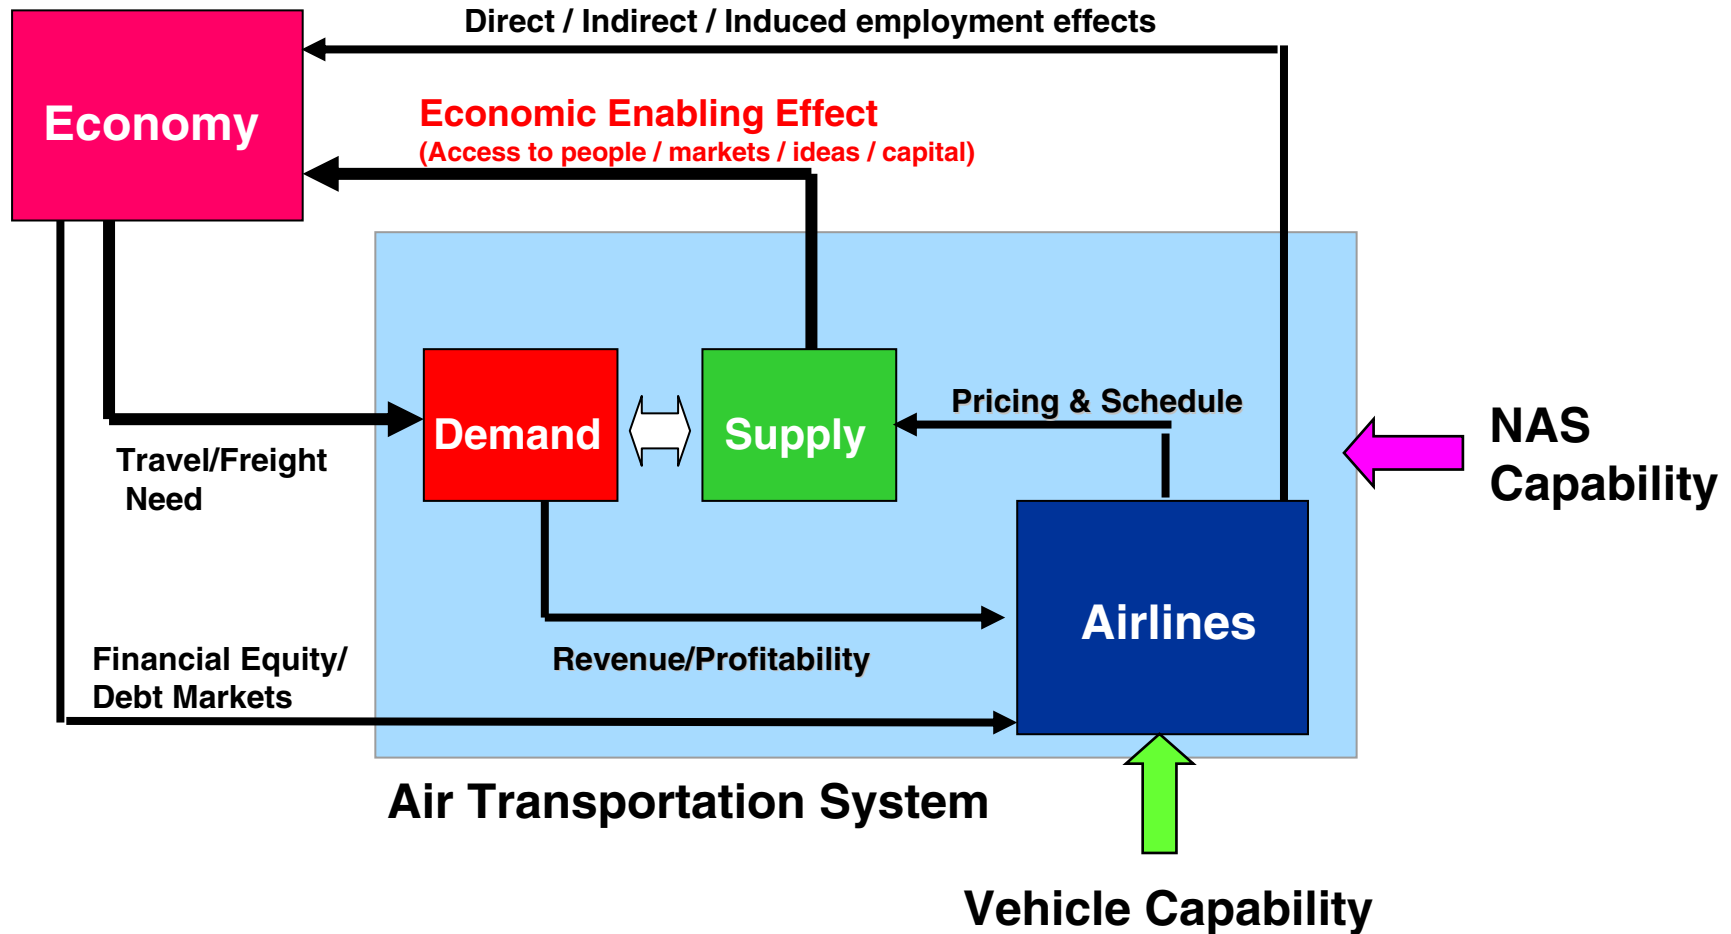 Direct / Indirect / Induced employment effects
Economy
Economic Enabling Effect
(Access to people / markets / ideas / capital)
Demand
Supply
Pricing & Schedule
NAS
Capability
Travel/Freight
Need
Airlines
Financial Equity/
Debt Markets
Revenue/Profitability
Air Transportation System
Vehicle Capability